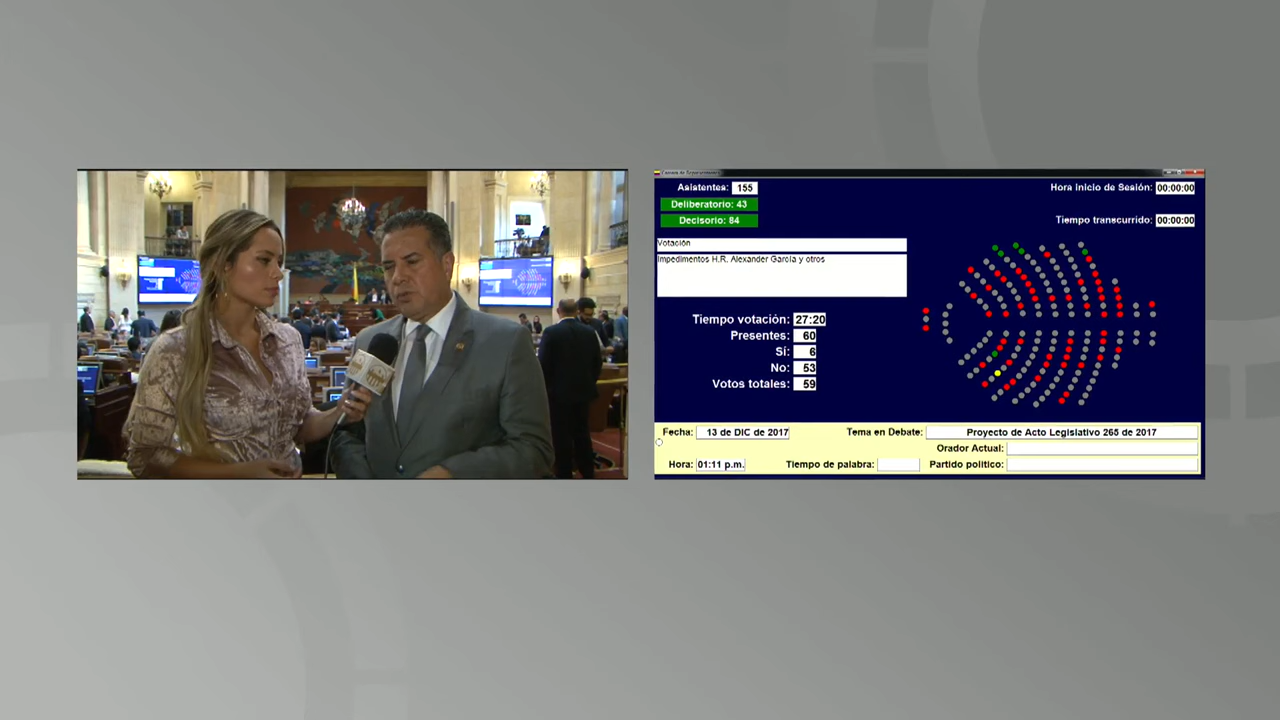 Cámara de Representantes
Asistentes: 155
Deliberatorio: 43
Decisorio: 84
Hora inicio de Sesión: 00:00:00
Tiempo transcurrido: 00:00:00
Votación
Impedimentos H.R. Alexander García y otros
Tiempo votación: 27:20
Presentes: 60
Sí: 6
No: 53
Votos totales: 59
Fecha: 13 de DIC de 2017
Tema en Debate: Proyecto de Acto Legislativo 265 de 2017
Orador Actual:
Hora: 01:11 p.m.
Tiempo de palabra:
Partido político: